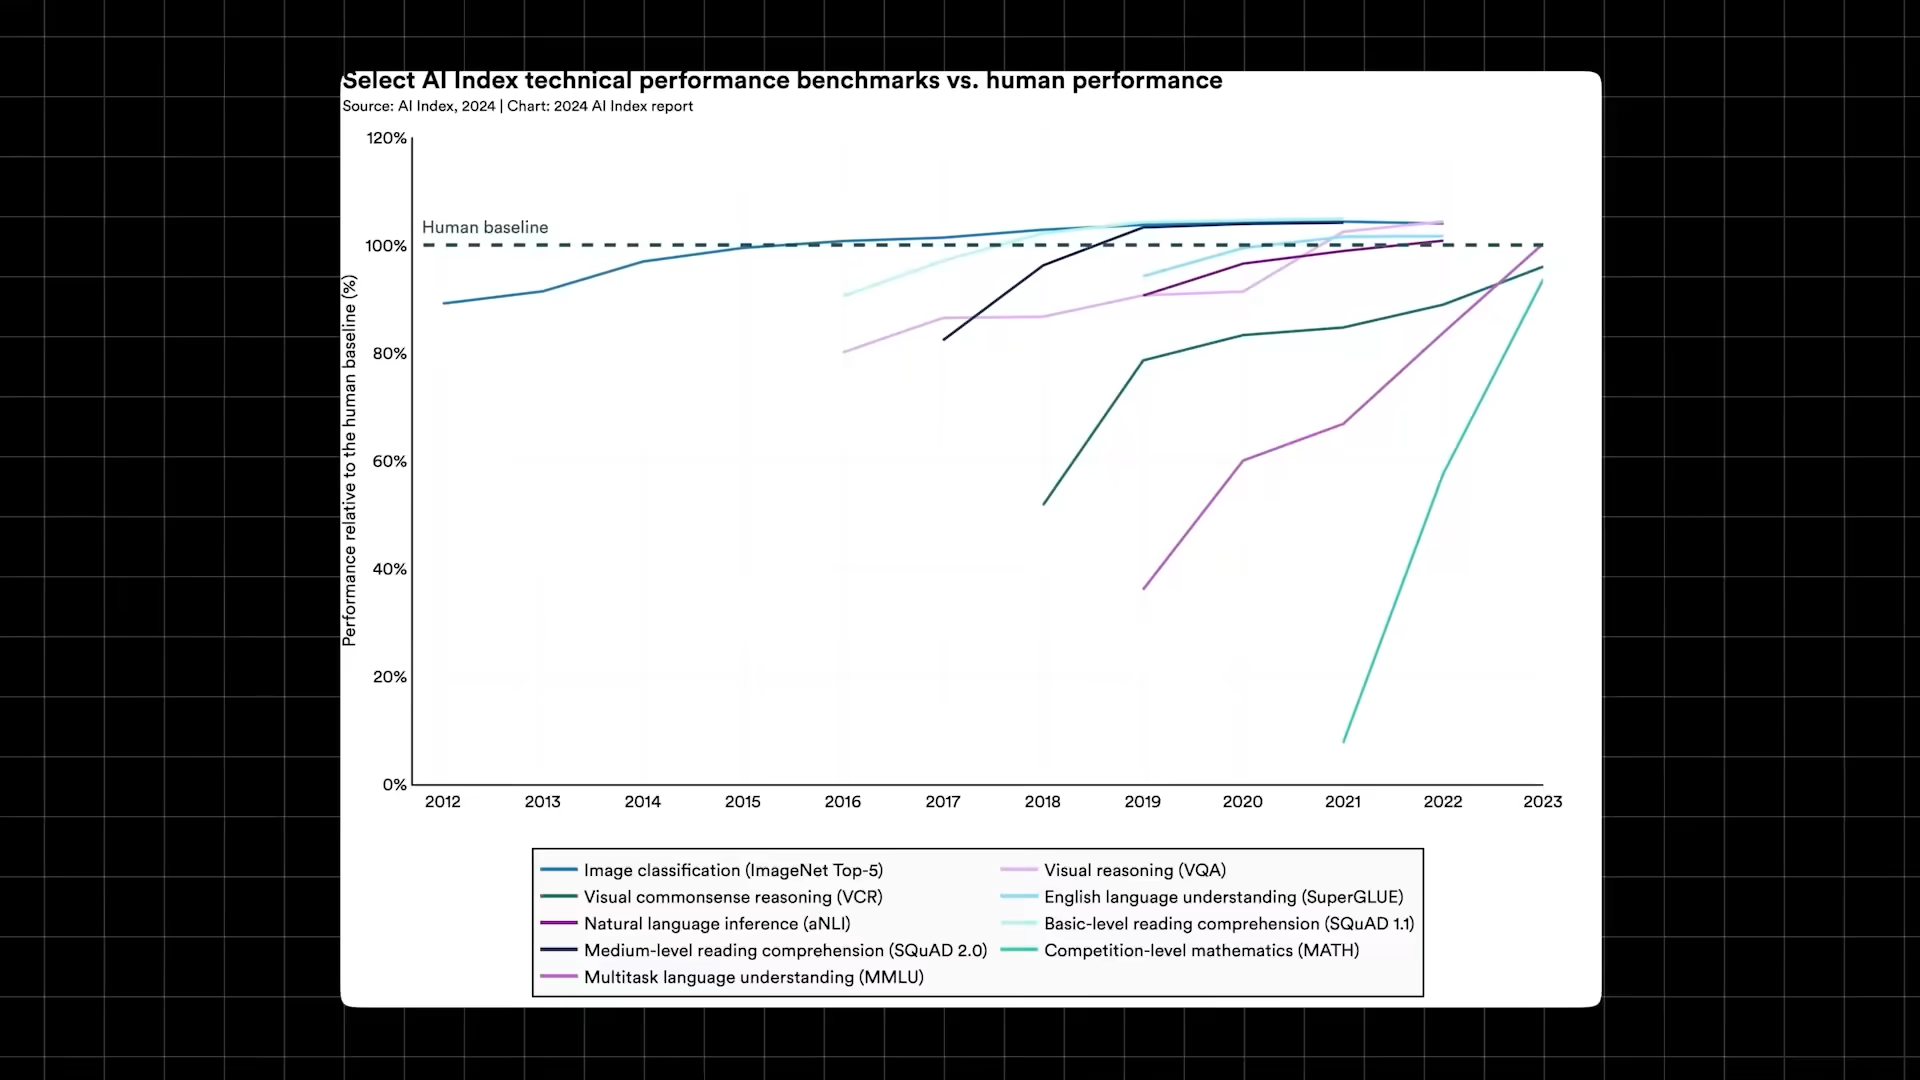 Select AI Index technical performance benchmarks vs. human performance
Source: AI Index, 2024 | Chart: 2024 AI Index report
Performance relative to the human baseline (%)
120%
Human baseline
100%
80%
60%
40%
20%
0%
2012 2013 2014 2015 2016 2017 2018 2019 2020 2021 2022 2023
Image classification (ImageNet Top-5)
Visual commonsense reasoning (VCR)
Natural language inference (aNLI)
Medium-level reading comprehension (SQuAD 2.0)
Multitask language understanding (MMLU)
Visual reasoning (VQA)
English language understanding (SuperGLUE)
Basic-level reading comprehension (SQuAD 1.1)
Competition-level mathematics (MATH)